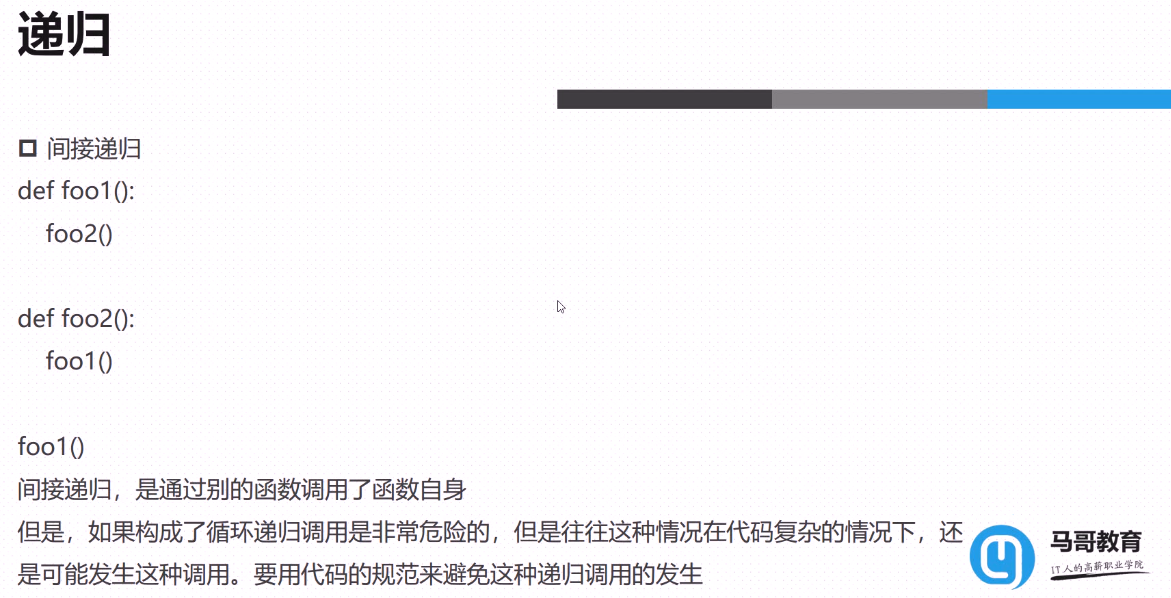 递归
间接递归
def foo1():
foo2()
def foo2():
foo1()
foo1()
间接递归，是通过别的函数调用了函数自身
但是，如果构成了循环递归调用是非常危险的，但是往往这种情况在代码复杂的情况下，还
是可能发生这种调用。要用代码的规范来避免这种递归调用的发生
马哥教育
IT人的高薪职业学院